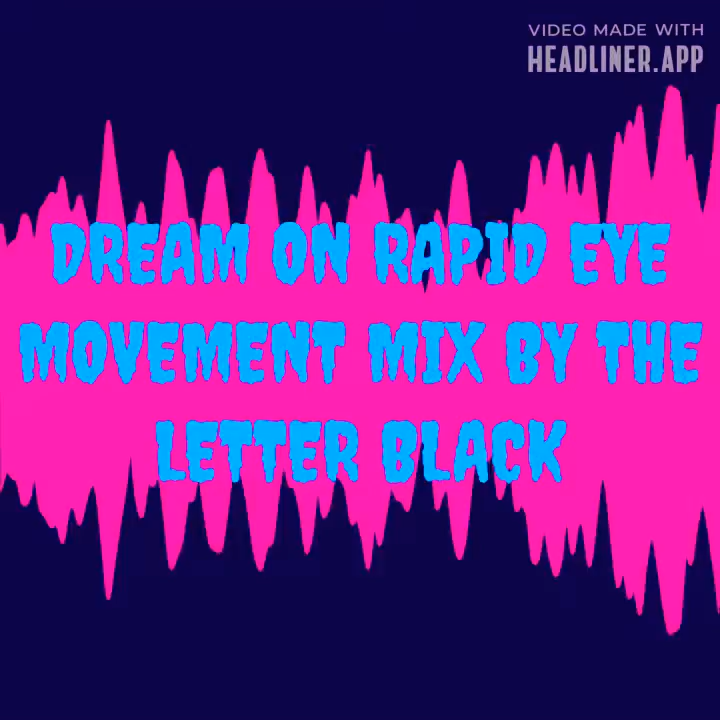 VIDEO MADE WITH
HEADLINER.APP
DREAM ON RAPID EYE
MOVEMENT MIX BY THE
LETTER BLACK